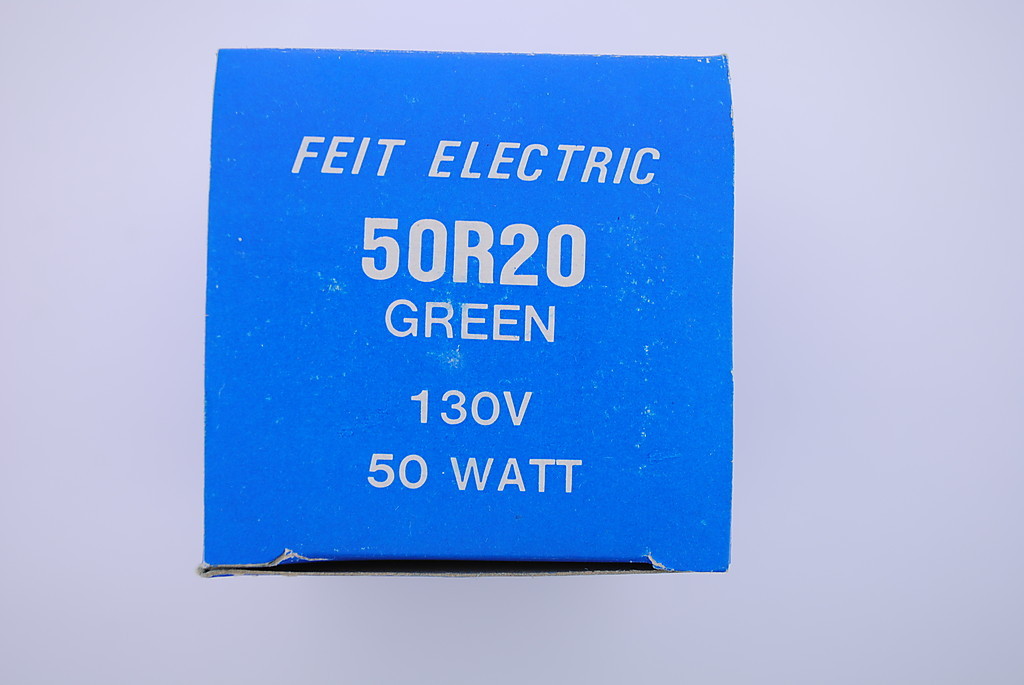 FEIT ELECTRIC
50R20
GREEN
130V
50 WATT